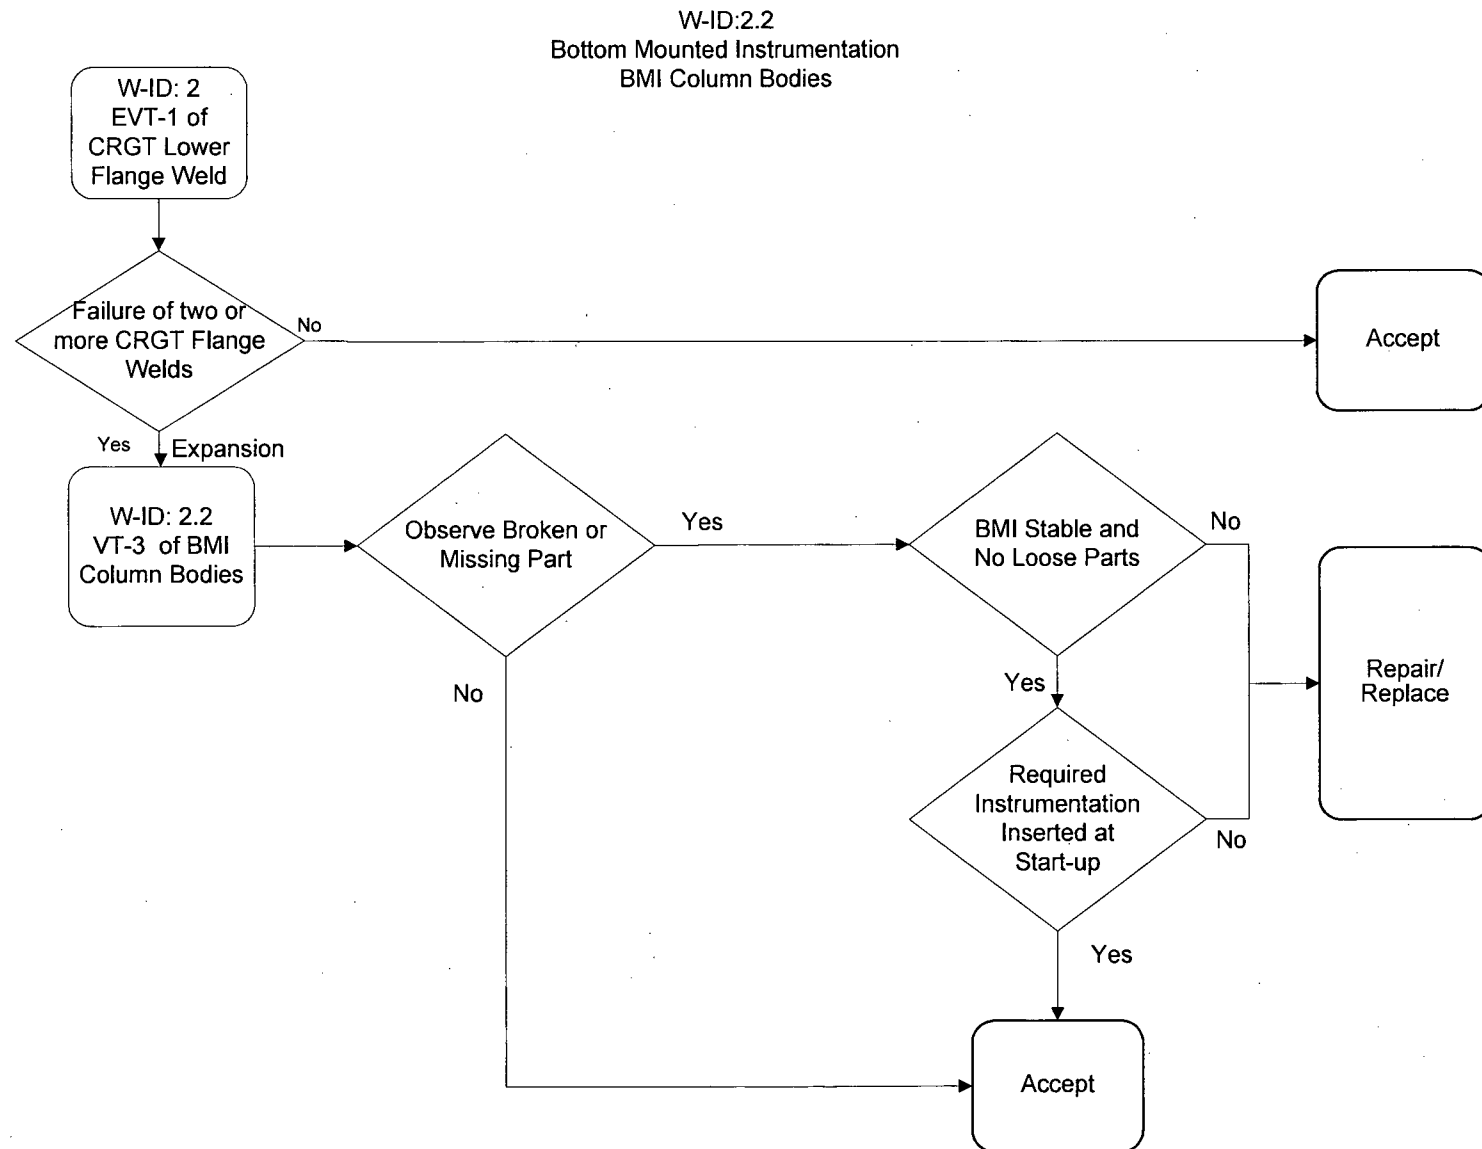 W-ID:2.2
Bottom Mounted Instrumentation
BMI Column Bodies
W-ID: 2
EVT-1 of
CRGT Lower
Flange Weld
Failure of two or
more CRGT Flange
Welds
No
Accept
Yes
Expansion
W-ID: 2.2
VT-3 of BMI
Column Bodies
Observe Broken or
Missing Part
Yes
No
BMI Stable and
No Loose Parts
No
Yes
Repair/
Replace
Required
Instrumentation
Inserted at
Start-up
No
Yes
Accept